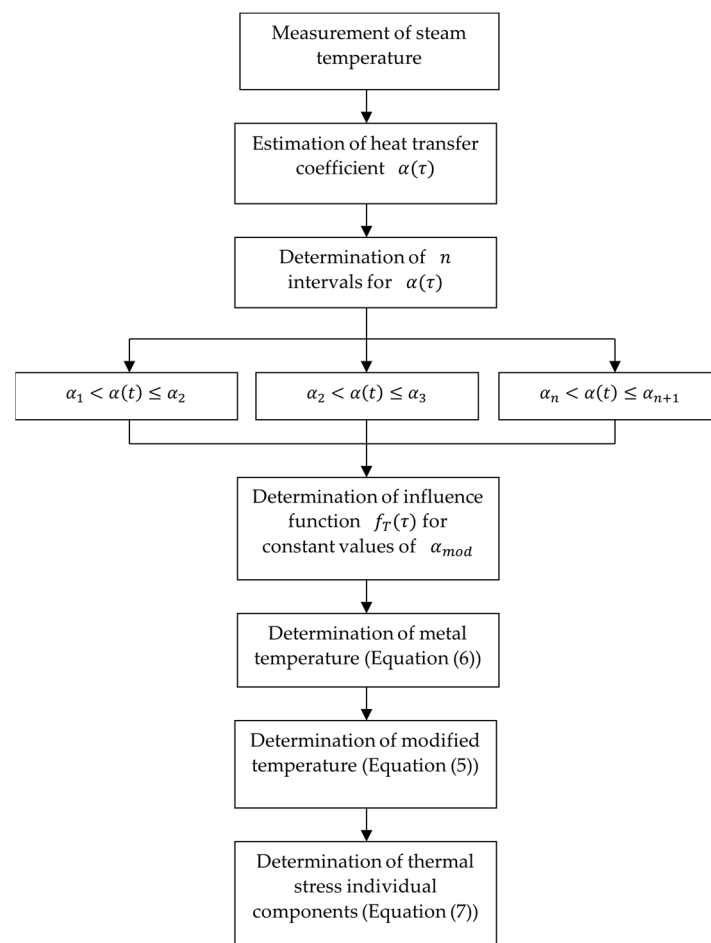 Measurement of steam
temperature
Estimation of heat transfer
coefficient α(τ)
Determination of n
intervals for α(τ)
α₁ < α(t) ≤ α₂
α₂ < α(t) ≤ α₃
αₙ < α(t) ≤ αₙ₊₁
Determination of influence
function f_T(τ) for
constant values of α_mod
Determination of metal
temperature (Equation (6))
Determination of modified
temperature (Equation (5))
Determination of thermal
stress individual
components (Equation (7))